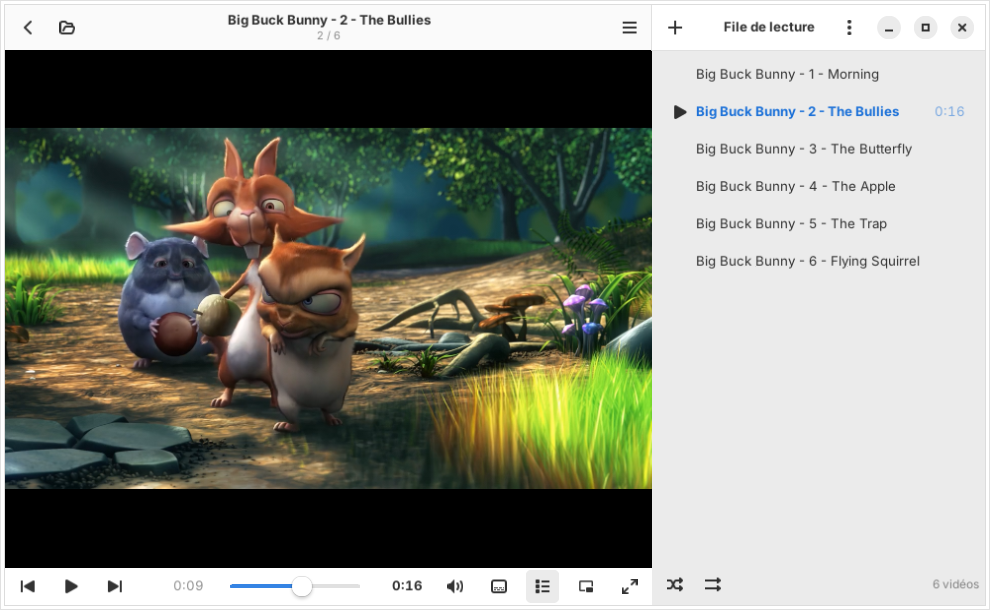 Big Buck Bunny - 2 - The Bullies
2 / 6
File de lecture
Big Buck Bunny - 1 - Morning
Big Buck Bunny - 2 - The Bullies 0:16
Big Buck Bunny - 3 - The Butterfly
Big Buck Bunny - 4 - The Apple
Big Buck Bunny - 5 - The Trap
Big Buck Bunny - 6 - Flying Squirrel
0:09
0:16
6 vidéos